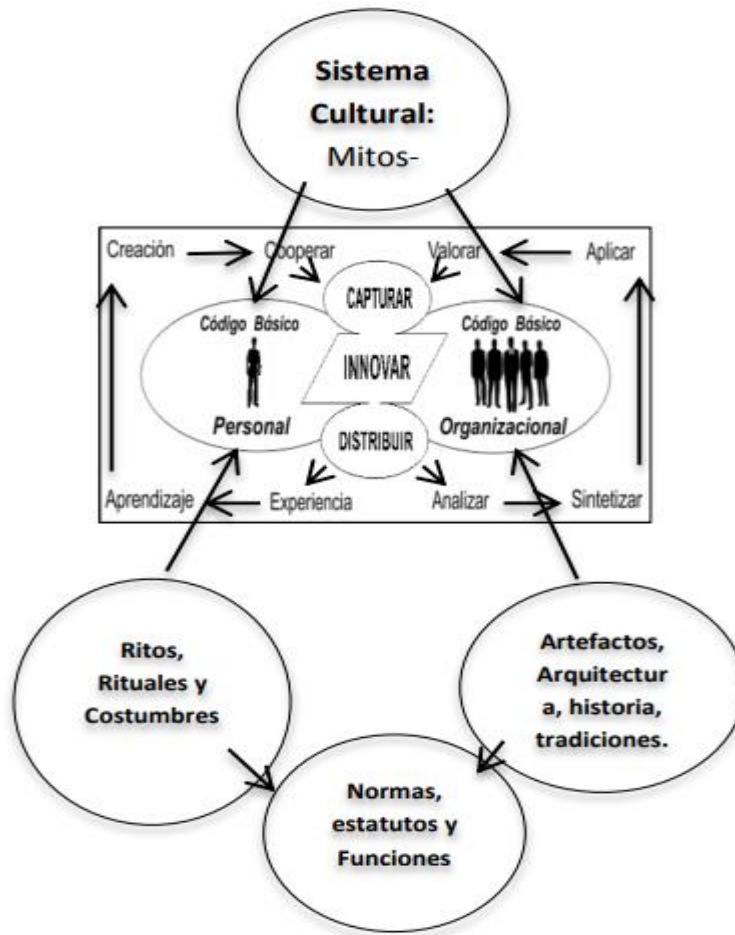 Sistema
Cultural:
Mitos-
Creación
Cooperar
Valorar
Aplicar
CAPTURAR
Código Básico
Código Básico
INNOVAR
Personal
Organizacional
DISTRIBUIR
Aprendizaje
Experiencia
Analizar
Sintetizar
Ritos,
Rituales y
Costumbres
Artefactos,
Arquitectur
a, historia,
tradiciones.
Normas,
estatutos y
Funciones